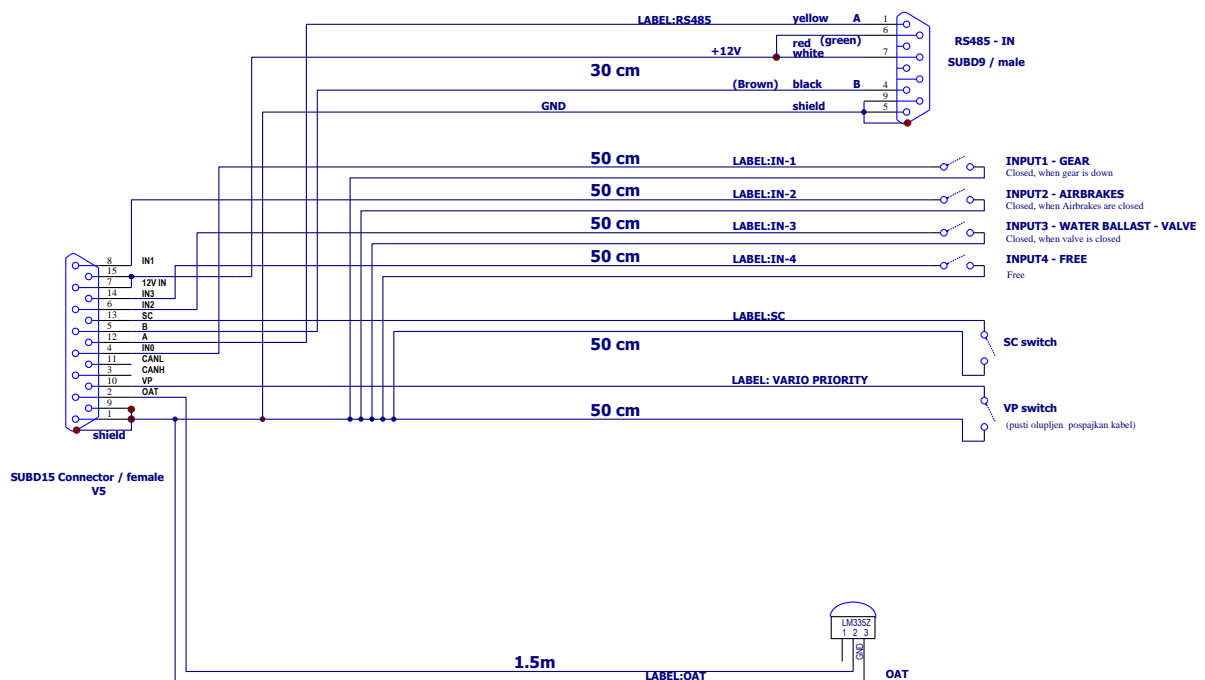 LABEL:RS485
yellow A 1
6
(green)
red
white
+12V
7
30 cm
(Brown) black B 4
9
GND
shield 5
RS485 - IN
SUBD9 / male
50 cm LABEL:IN-1
INPUT1 - GEAR
Closed, when gear is down
50 cm LABEL:IN-2
INPUT2 - AIRBRAKES
Closed, when Airbrakes are closed
50 cm LABEL:IN-3
INPUT3 - WATER BALLAST - VALVE
Closed, when valve is closed
50 cm LABEL:IN-4
INPUT4 - FREE
Free
8 IN1
15
7 12V IN
14 IN3
6 IN2
13 SC
5 B
12 A
4 IN0
11 CANL
3 CANH
10 VP
2 OAT
9
1
shield
SUBD15 Connector / female
V5
LABEL:SC
50 cm
SC switch
LABEL: VARIO PRIORITY
50 cm
VP switch
(pusti olupljen pospajkan kabel)
LM335Z
1 2 3
GND
1.5m
LABEL:OAT
OAT